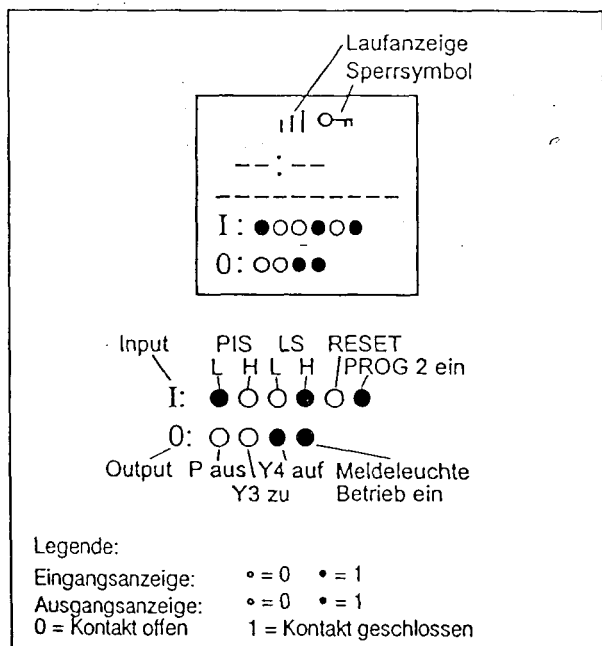 Laufanzeige
Sperrsymbol
--:--
------------
I: ●○○●○●
0: ○○●●
Input PIS LS RESET
L H L H PROG 2 ein
I: ● ○ ○ ● ○ ●
0: ○ ○ ● ●
Output P aus Y4 auf Meldeleuchte
Y3 zu Betrieb ein
Legende:
Eingangsanzeige: ∘ = 0 • = 1
Ausgangsanzeige: ∘ = 0 • = 1
0 = Kontakt offen 1 = Kontakt geschlossen